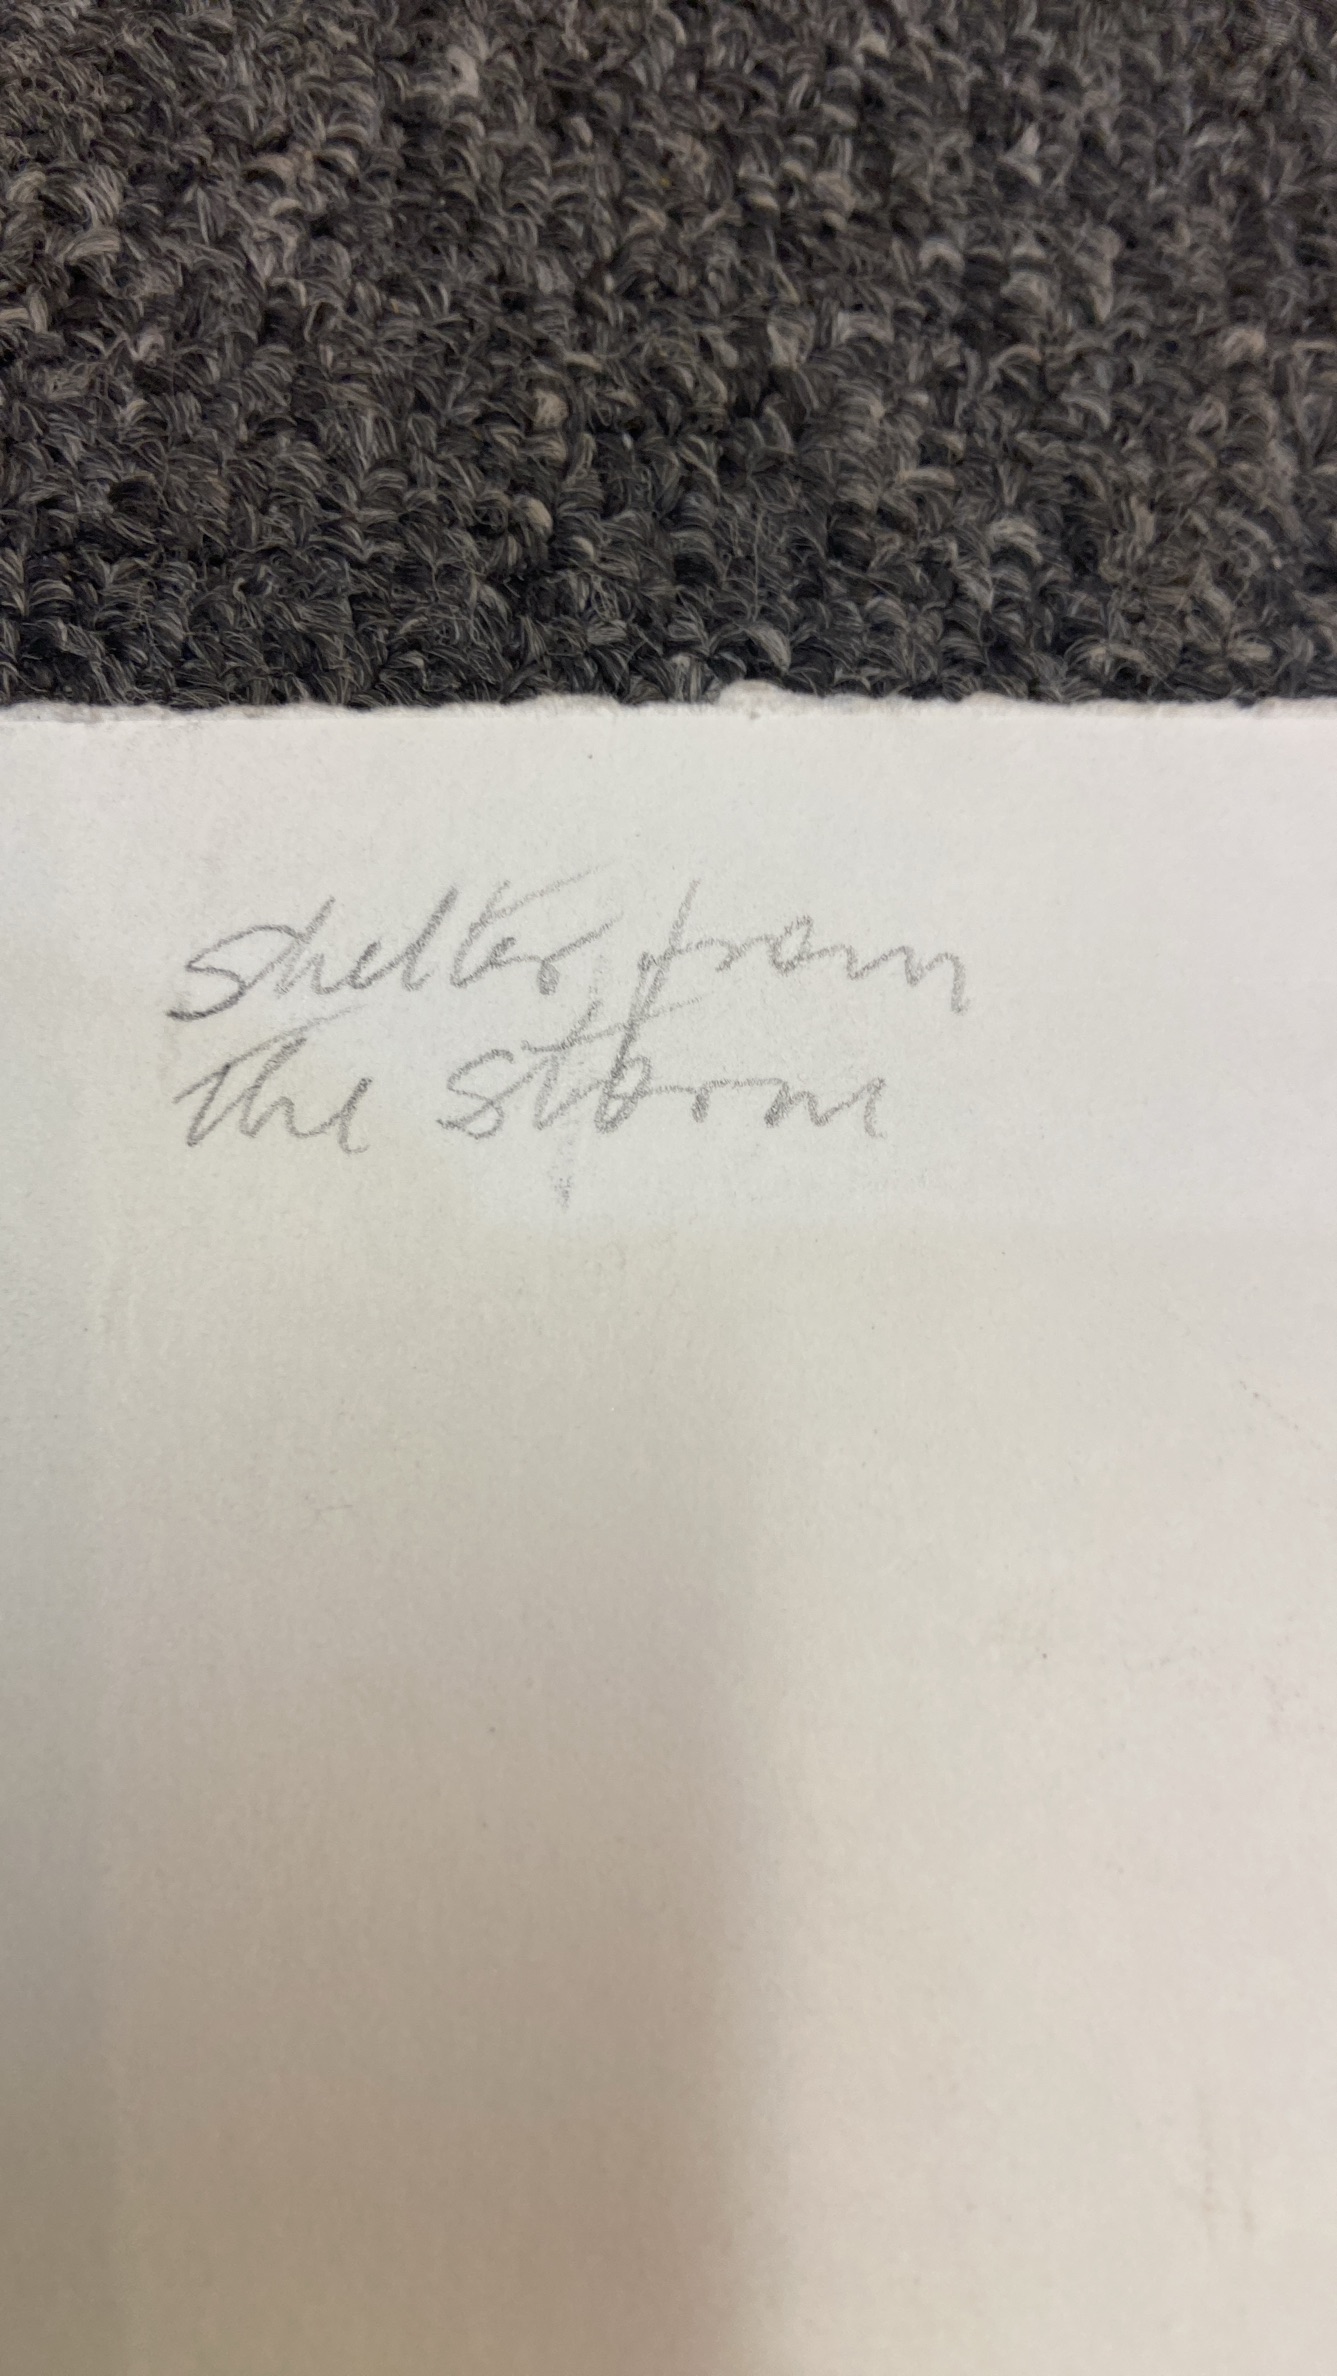 Shelter from
The Storm